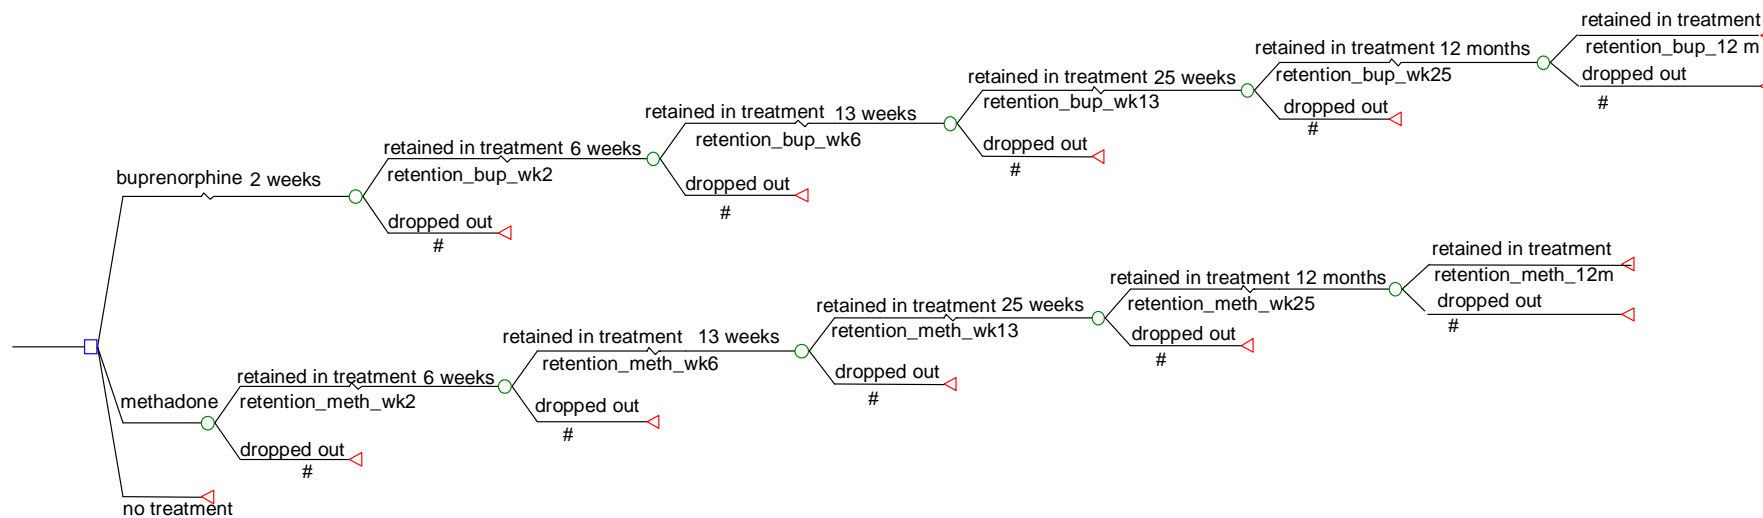 retained in treatment
retention_bup_12 m
dropped out
#
retained in treatment 12 months
retention_bup_wk25
dropped out
#
retained in treatment 25 weeks
retention_bup_wk13
dropped out
#
retained in treatment 13 weeks
retention_bup_wk6
dropped out
#
retained in treatment 6 weeks
retention_bup_wk2
dropped out
#
buprenorphine 2 weeks
retained in treatment
retention_meth_12m
dropped out
#
retained in treatment 12 months
retention_meth_wk25
dropped out
#
retained in treatment 25 weeks
retention_meth_wk13
dropped out
#
retained in treatment 13 weeks
retention_meth_wk6
dropped out
#
retained in treatment 6 weeks
retention_meth_wk2
dropped out
#
methadone
no treatment